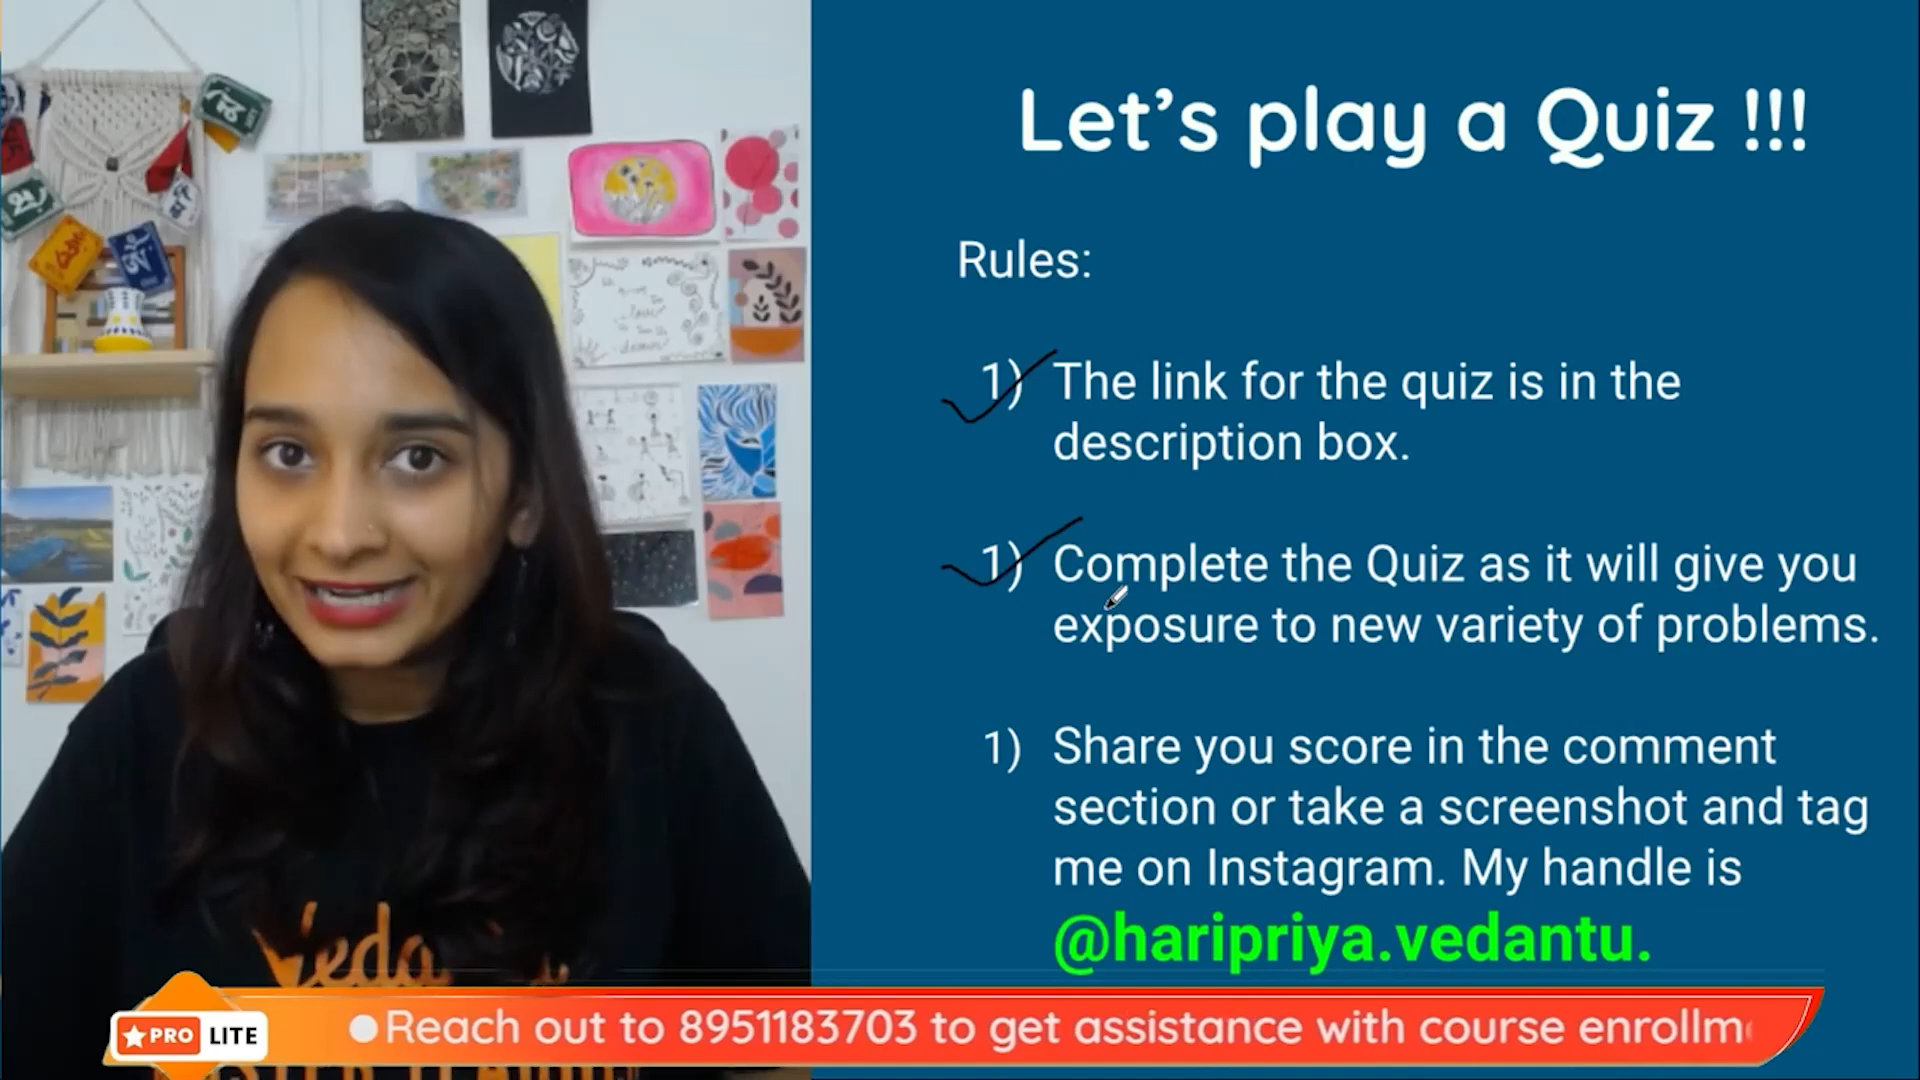 Let's play a Quiz !!!
Rules:
1) The link for the quiz is in the
description box.
1) Complete the Quiz as it will give you
exposure to new variety of problems.
1) Share you score in the comment
section or take a screenshot and tag
me on Instagram. My handle is
@haripriya.vedantu.
PRO LITE
Reach out to 8951183703 to get assistance with course enrollm